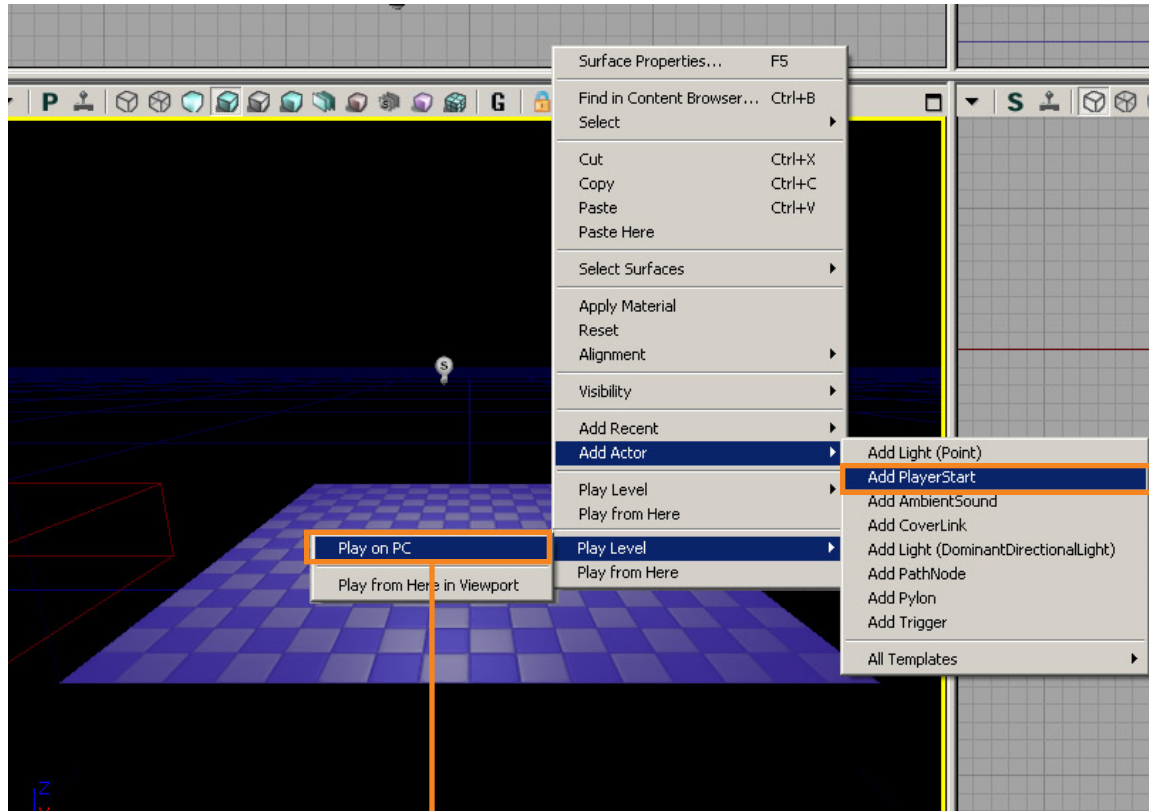 P
G
S
Surface Properties... F5
Find in Content Browser... Ctrl+B
Select
Cut Ctrl+X
Copy Ctrl+C
Paste Ctrl+V
Paste Here
Select Surfaces
Apply Material
Reset
Alignment
Visibility
Add Recent
Add Actor
Play Level
Play from Here
Play Level
Play from Here
Add Light (Point)
Add PlayerStart
Add AmbientSound
Add CoverLink
Add Light (DominantDirectionalLight)
Add PathNode
Add Pylon
Add Trigger
All Templates
Play on PC
Play from Here in Viewport
S
Z